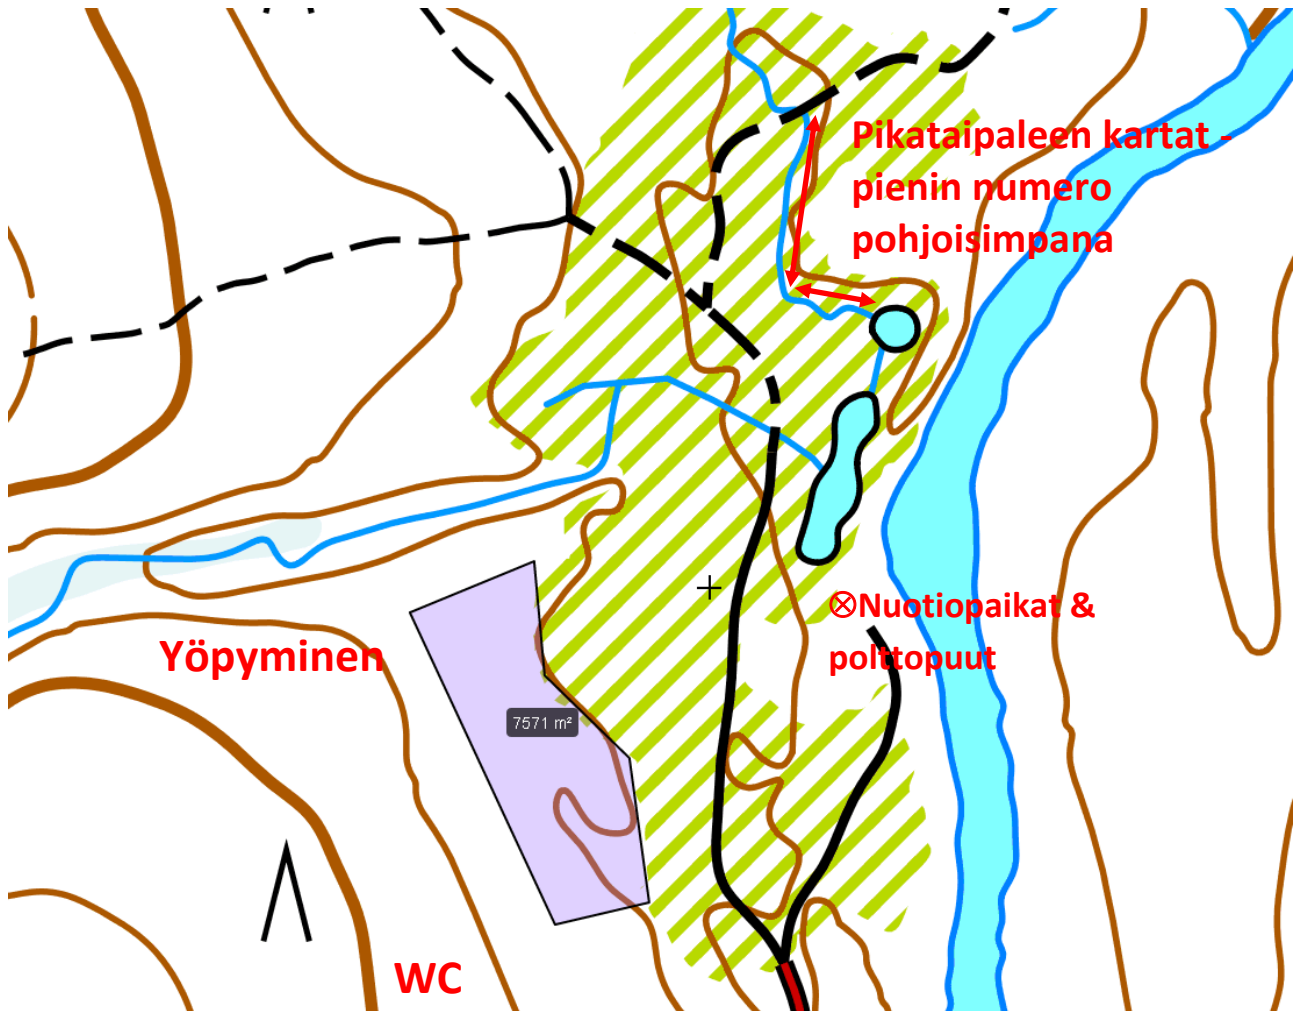 Pikataipaleen kartat -
pienin numero
pohjoisimpana
⊗Nuotiopaikat &
polttopuut
Yöpyminen
7571 m²
WC